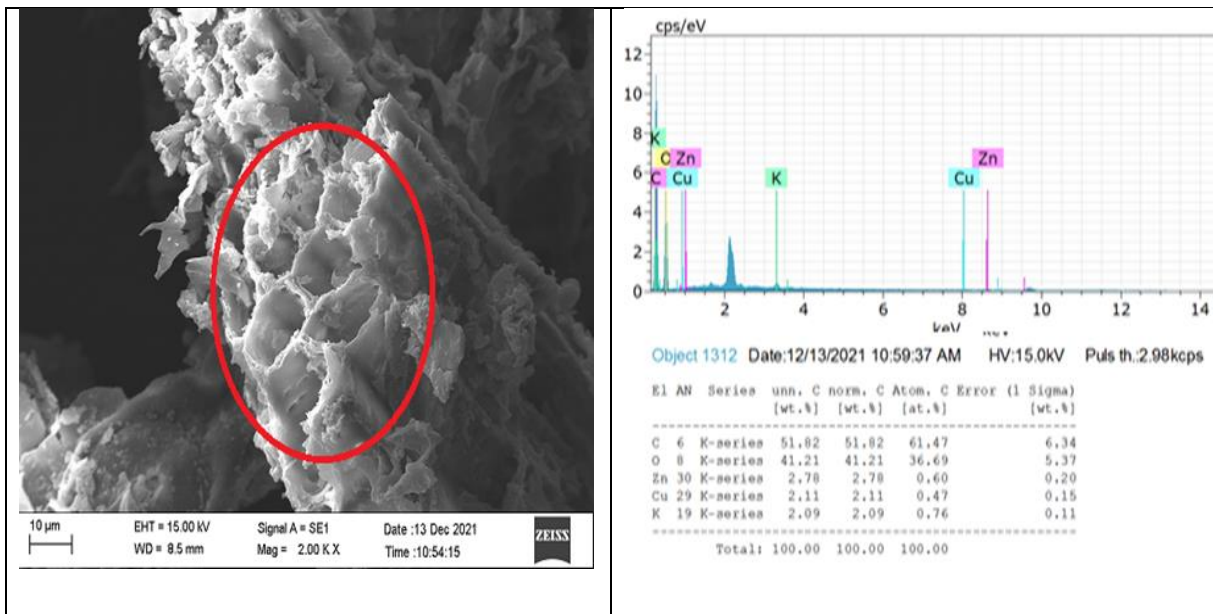 10 µm
EHT = 15.00 kV
WD = 8.5 mm
Signal A = SE1
Mag = 2.00 K X
Date :13 Dec 2021
Time :10:54:15
ZEISS
cps/eV
12
10
8
6
4
2
0
K
O Zn
C Cu
K
Cu
Zn
2 4 6 8 10 12 14
keV
Object 1312 Date:12/13/2021 10:59:37 AM HV:15.0kV Puls th.:2.98kcps
El AN Series unn. C norm. C Atom. C Error (1 Sigma)
[wt.%] [wt.%] [at.%] [wt.%]
C 6 K-series 51.82 51.82 61.47 6.34
O 8 K-series 41.21 41.21 36.69 5.37
Zn 30 K-series 2.78 2.78 0.60 0.20
Cu 29 K-series 2.11 2.11 0.47 0.15
K 19 K-series 2.09 2.09 0.76 0.11
Total: 100.00 100.00 100.00